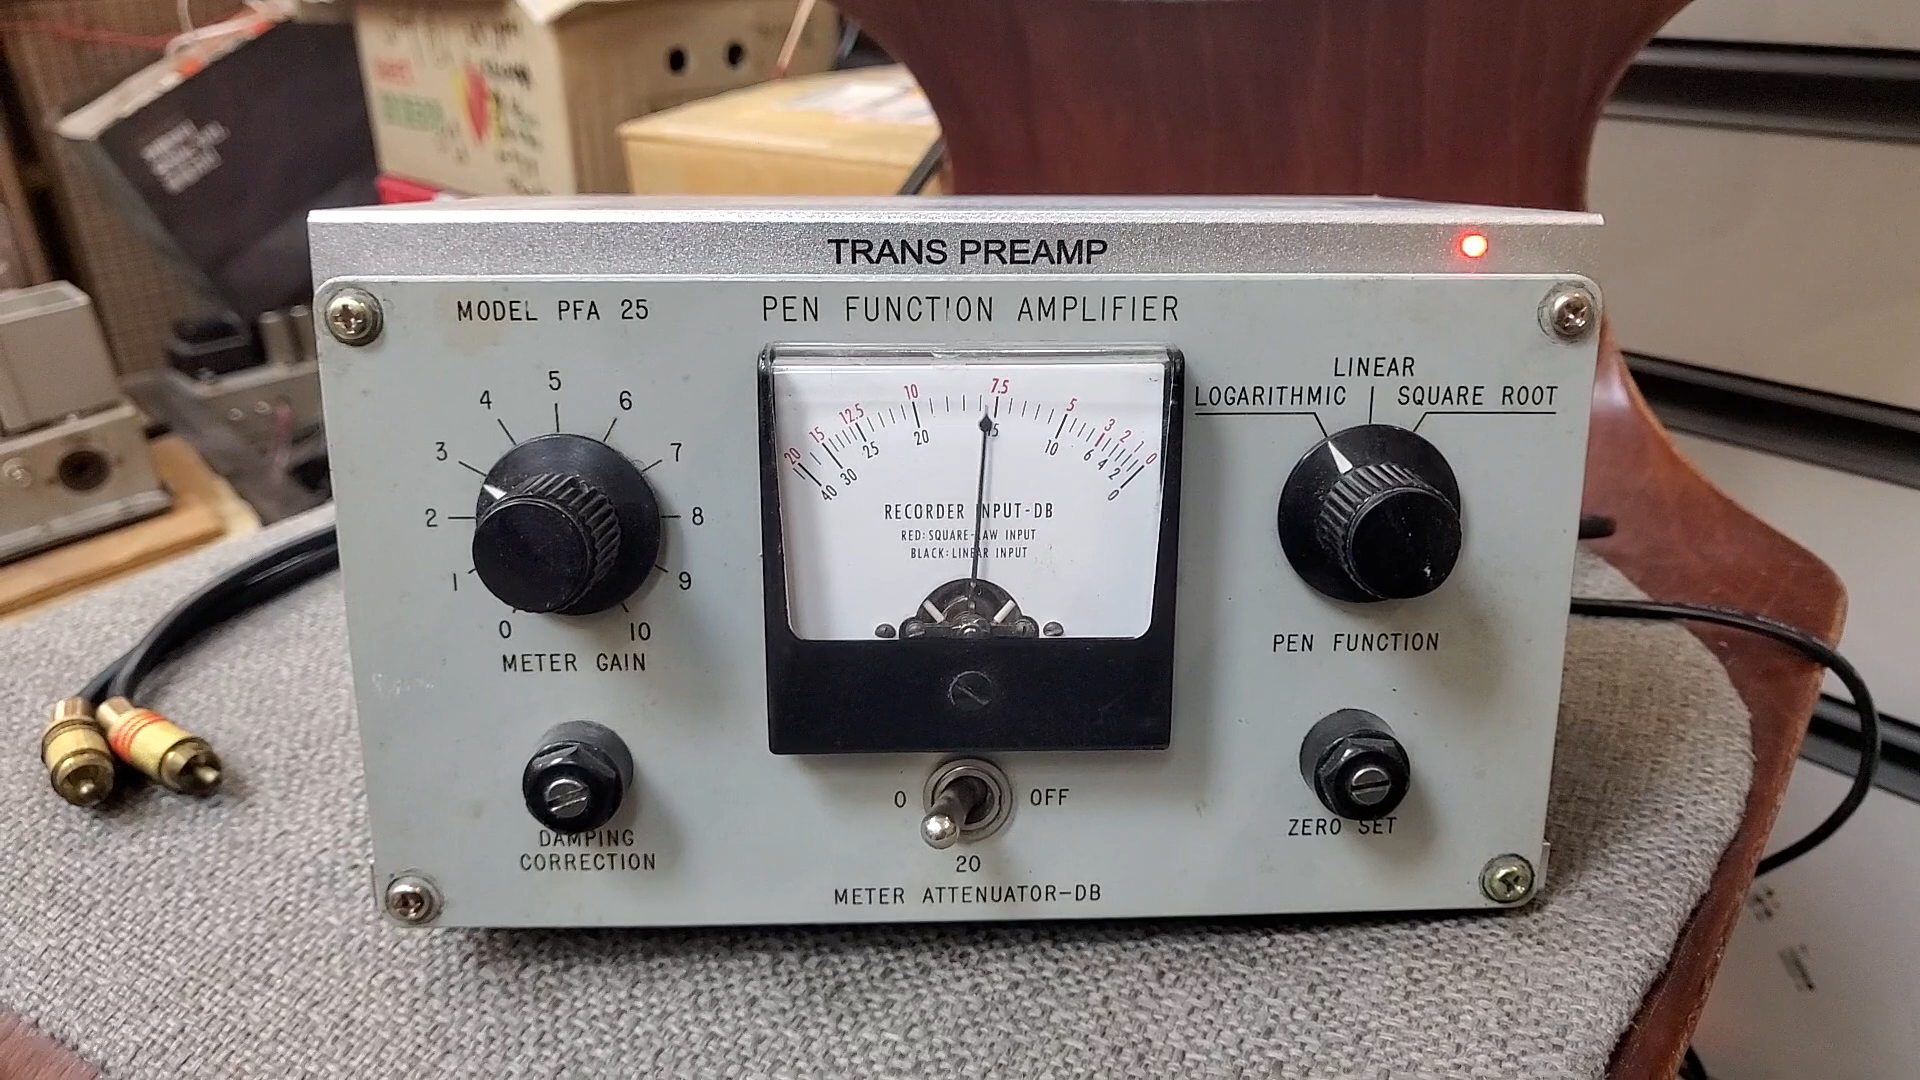 TRANS PREAMP
MODEL PFA 25
PEN FUNCTION AMPLIFIER
0 1 2 3 4 5 6 7 8 9 10
METER GAIN
20 15 12.5 10 7.5 5 3 2 1 0
40 30 25 20 10 6 4 2 0
RECORDER INPUT-DB
RED: SQUARE-LAW INPUT
BLACK: LINEAR INPUT
LINEAR
LOGARITHMIC SQUARE ROOT
PEN FUNCTION
DAMPING
CORRECTION
0 OFF
20
METER ATTENUATOR-DB
ZERO SET